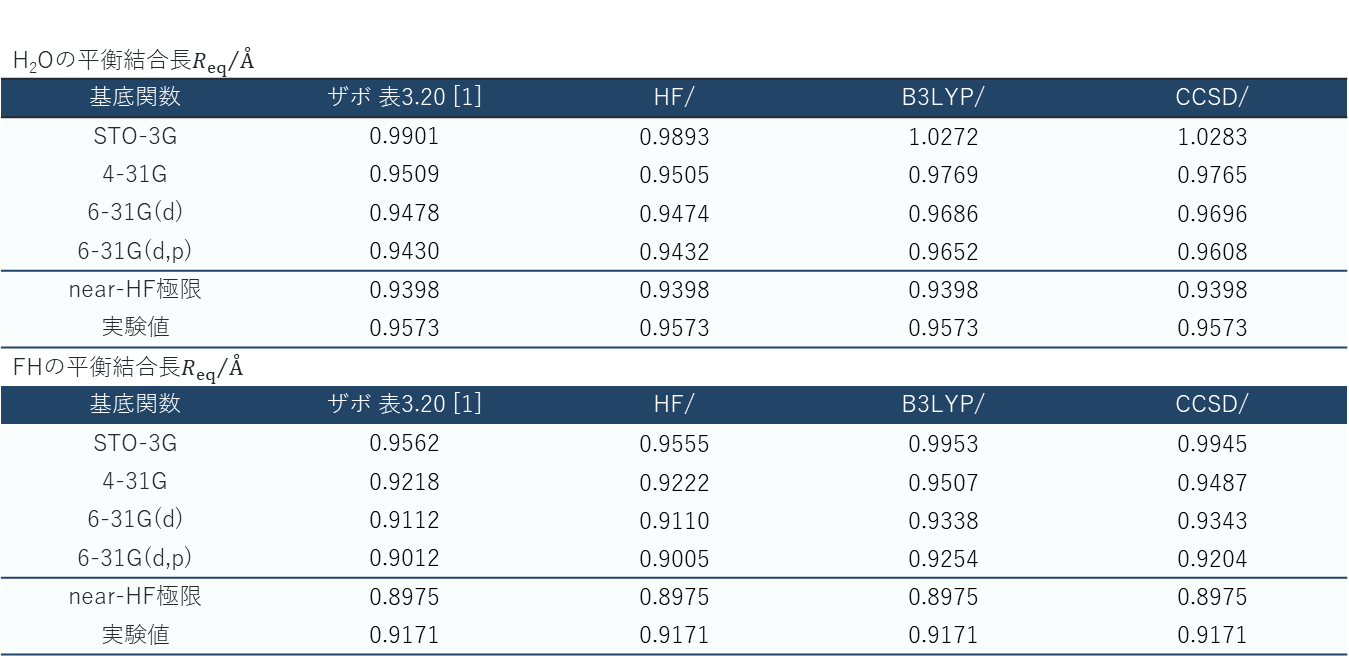 H₂Oの平衡結合長Req/Å
基底関数 ザボ 表3.20 [1] HF/ B3LYP/ CCSD/
STO-3G 0.9901 0.9893 1.0272 1.0283
4-31G 0.9509 0.9505 0.9769 0.9765
6-31G(d) 0.9478 0.9474 0.9686 0.9696
6-31G(d,p) 0.9430 0.9432 0.9652 0.9608
near-HF極限 0.9398 0.9398 0.9398 0.9398
実験値 0.9573 0.9573 0.9573 0.9573
FHの平衡結合長Req/Å
基底関数 ザボ 表3.20 [1] HF/ B3LYP/ CCSD/
STO-3G 0.9562 0.9555 0.9953 0.9945
4-31G 0.9218 0.9222 0.9507 0.9487
6-31G(d) 0.9112 0.9110 0.9338 0.9343
6-31G(d,p) 0.9012 0.9005 0.9254 0.9204
near-HF極限 0.8975 0.8975 0.8975 0.8975
実験値 0.9171 0.9171 0.9171 0.9171